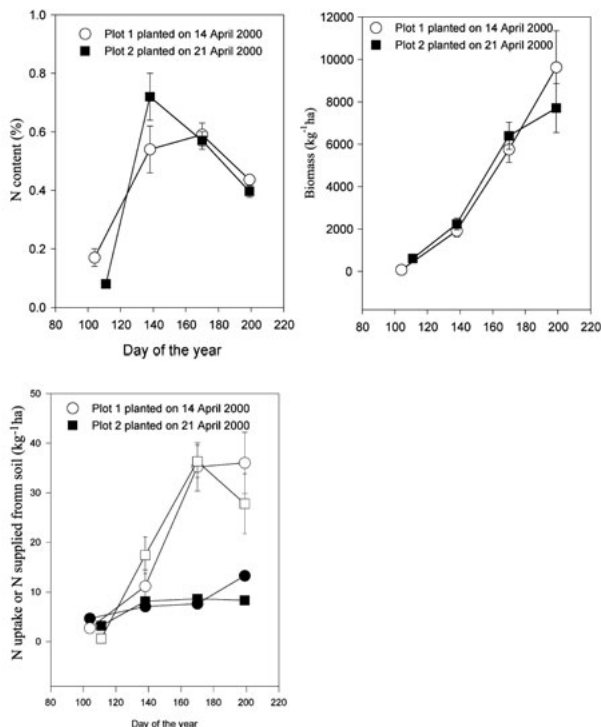 Plot 1 planted on 14 April 2000
Plot 2 planted on 21 April 2000
N content (%)
1.0
0.8
0.6
0.4
0.2
0.0
80 100 120 140 160 180 200 220
Day of the year
Plot 1 planted on 14 April 2000
Plot 2 planted on 21 April 2000
Biomass (kg⁻¹ha)
12000
10000
8000
6000
4000
2000
0
80 100 120 140 160 180 200 220
Plot 1 planted on 14 April 2000
Plot 2 planted on 21 April 2000
N uptake or N supplied fromn soil (kg⁻¹ha)
50
40
30
20
10
0
80 100 120 140 160 180 200 220
Day of the year